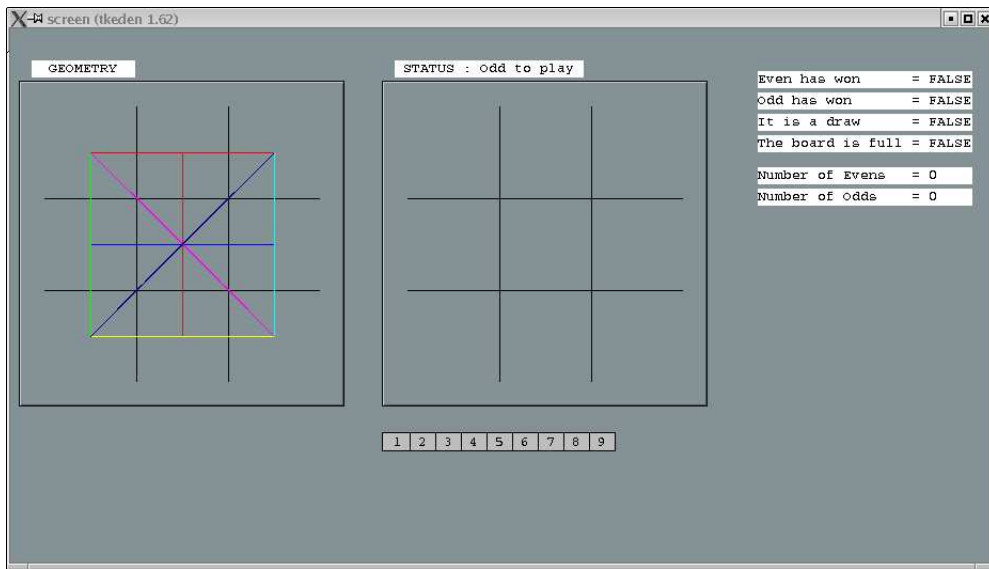 screen (tkeden 1.62)
GEOMETRY
STATUS : Odd to play
Even has won = FALSE
Odd has won = FALSE
It is a draw = FALSE
The board is full = FALSE
Number of Evens = 0
Number of Odds = 0
1 2 3 4 5 6 7 8 9